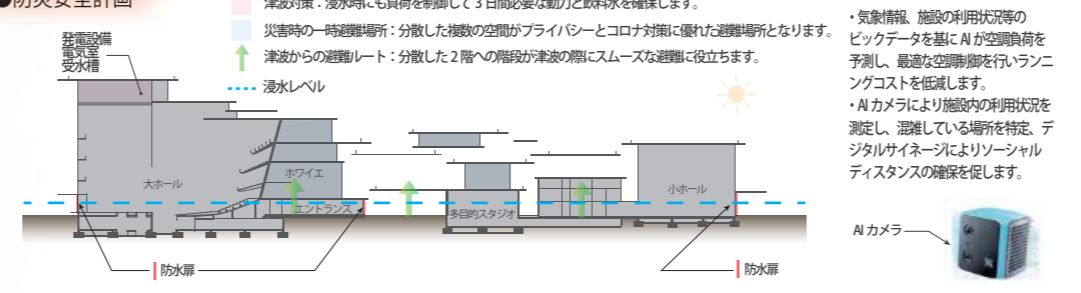 ●防災安全計画
津波対策：浸水時にも負荷を制御して3日間必要な動力と飲料水を確保します。
災害時の一時避難場所：分散した複数の空間がプライバシーとコロナ対策に優れた避難場所となります。
津波からの避難ルート：分散した2階への階段が津波の際にスムーズな避難に役立ちます。
浸水レベル
発電設備
電気室
受水槽
大ホール
ホワイエ
エントランス
多目的スタジオ
小ホール
防水扉
防水扉
・気象情報、施設の利用状況等の
ビックデータを基にAIが空調負荷を
予測し、最適な空調制御を行いランニ
ングコストを低減します。
・AIカメラにより施設内の利用状況を
測定し、混雑している場所を特定、デ
ジタルサイネージによりソーシャル
ディスタンスの確保を促します。
AIカメラ